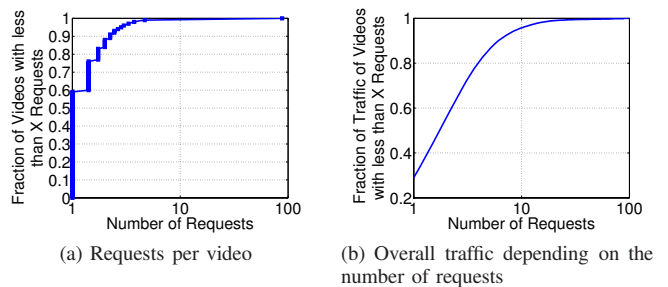 Fraction of Videos with less
than X Requests
1
0.9
0.8
0.7
0.6
0.5
0.4
0.3
0.2
0.1
0
1
10
100
Number of Requests
(a) Requests per video
Fraction of Traffic of Videos
with less than X Requests
1
0.8
0.6
0.4
0.2
1
10
100
Number of Requests
(b) Overall traffic depending on the
number of requests